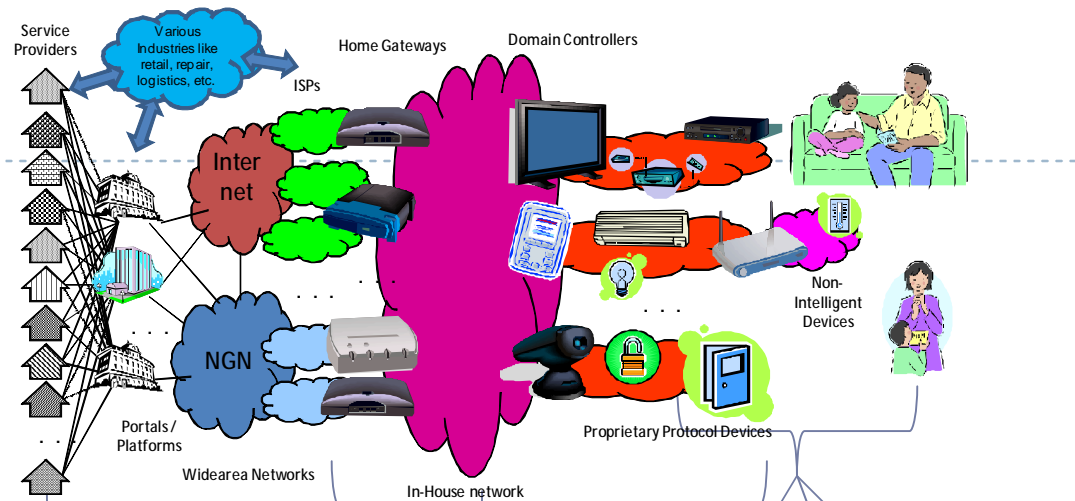 Service
Providers
Various
Industries like
retail, repair,
logistics, etc.
Home Gateways
Domain Controllers
ISPs
Inter
net
Non-
Intelligent
Devices
. . . . .
. . .
. . .
NGN
Portals /
Platforms
Proprietary Protocol Devices
. . .
Widearea Networks
In-House network